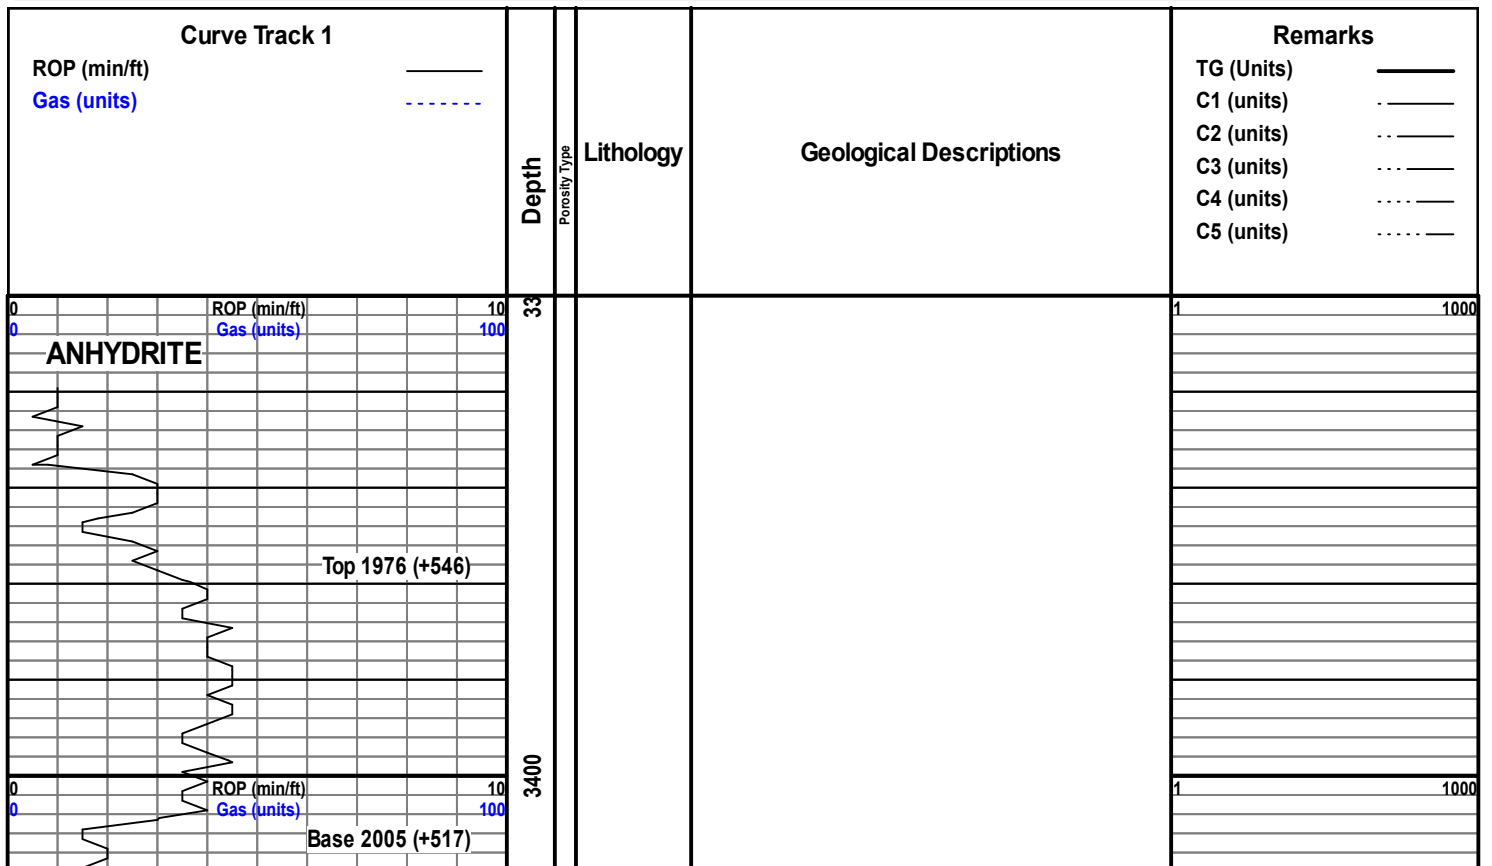 Curve Track 1
ROP (min/ft)
Gas (units)
Depth
Porosity Type
Lithology
Geological Descriptions
Remarks
TG (Units)
C1 (units)
C2 (units)
C3 (units)
C4 (units)
C5 (units)
0 ROP (min/ft) 10
0 Gas (units) 100
33
1 1000
ANHYDRITE
Top 1976 (+546)
3400
0 ROP (min/ft) 10
0 Gas (units) 100
1 1000
Base 2005 (+517)